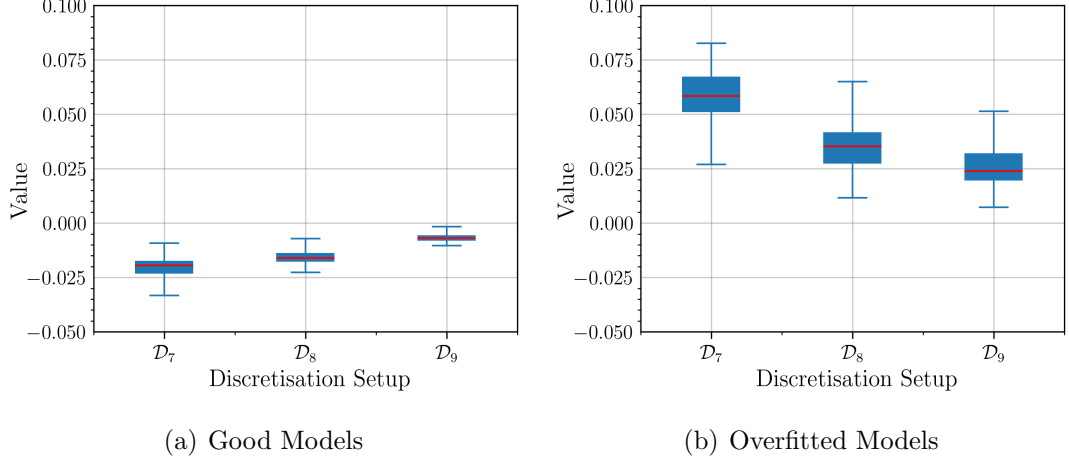 0.100
0.075
0.050
0.025
0.000
−0.025
−0.050
Value
𝒟₇ 𝒟₈ 𝒟₉
Discretisation Setup
(a) Good Models
0.100
0.075
0.050
0.025
0.000
−0.025
−0.050
Value
𝒟₇ 𝒟₈ 𝒟₉
Discretisation Setup
(b) Overfitted Models